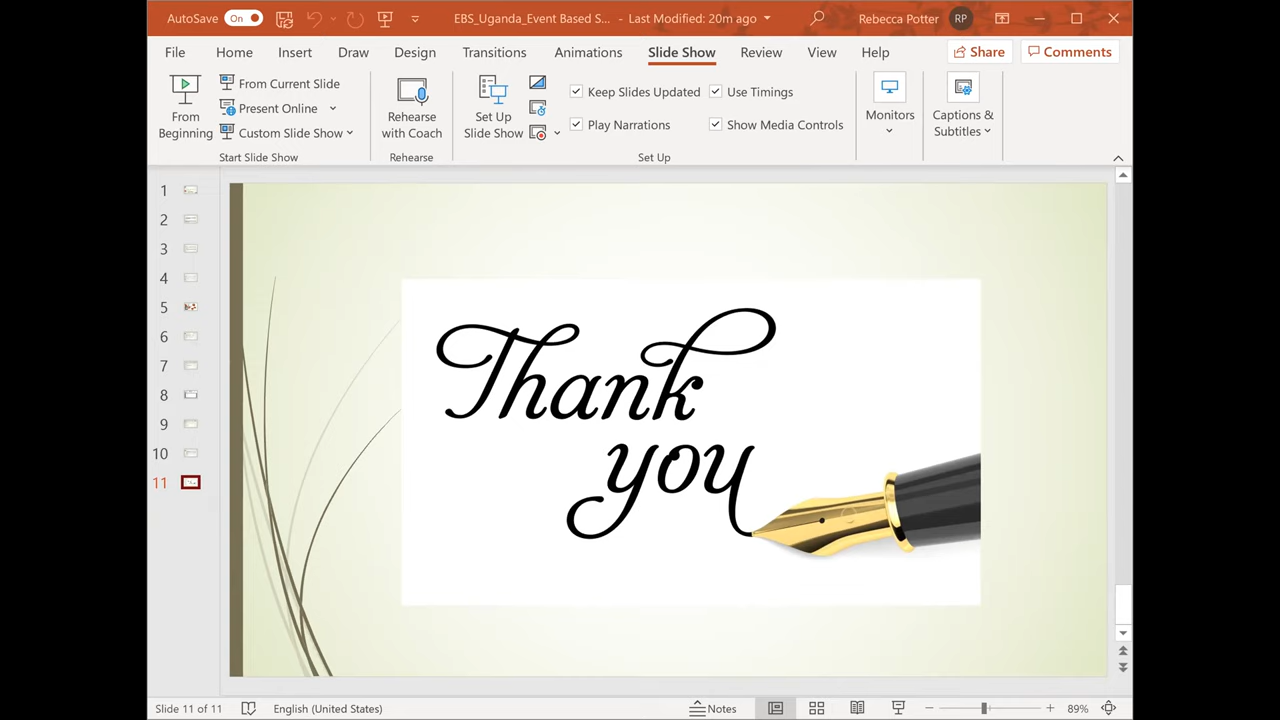 AutoSave On EBS_Uganda_Event Based S... - Last Modified: 20m ago Rebecca Potter RP
File Home Insert Draw Design Transitions Animations Slide Show Review View Help Share Comments
From Beginning
From Current Slide
Present Online
Custom Slide Show
Start Slide Show
Rehearse with Coach
Rehearse
Set Up Slide Show
Keep Slides Updated
Play Narrations
Use Timings
Show Media Controls
Set Up
Monitors
Captions & Subtitles
1
2
3
4
5
6
7
8
9
10
11
Thank
you
Slide 11 of 11 English (United States) Notes 89%